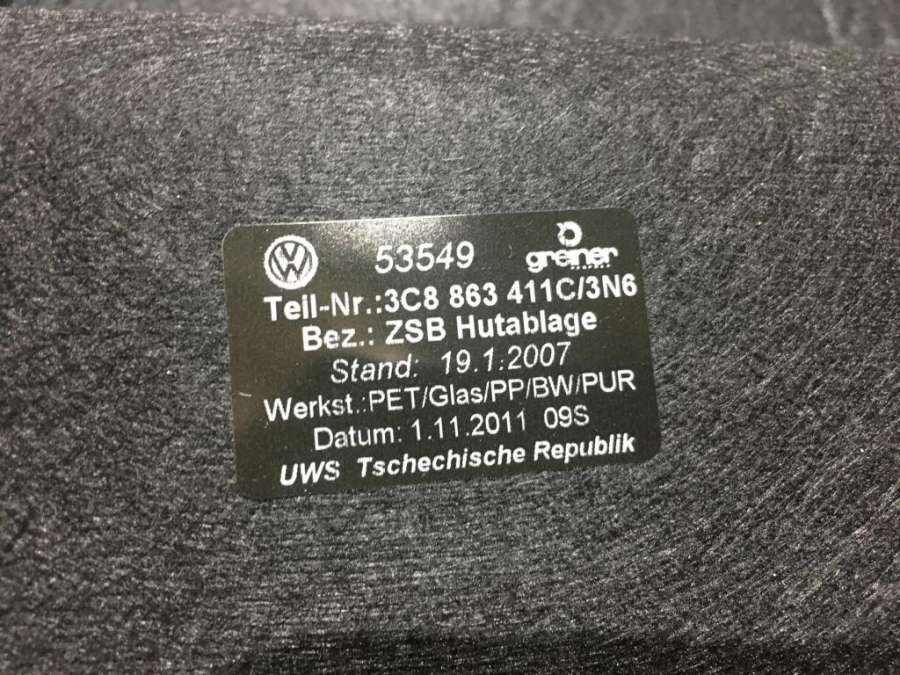 53549 greiner
Teil-Nr.:3C8 863 411C/3N6
Bez.: ZSB Hutablage
Stand: 19.1.2007
Werkst.:PET/Glas/PP/BW/PUR
Datum: 1.11.2011 09S
UWS Tschechische Republik